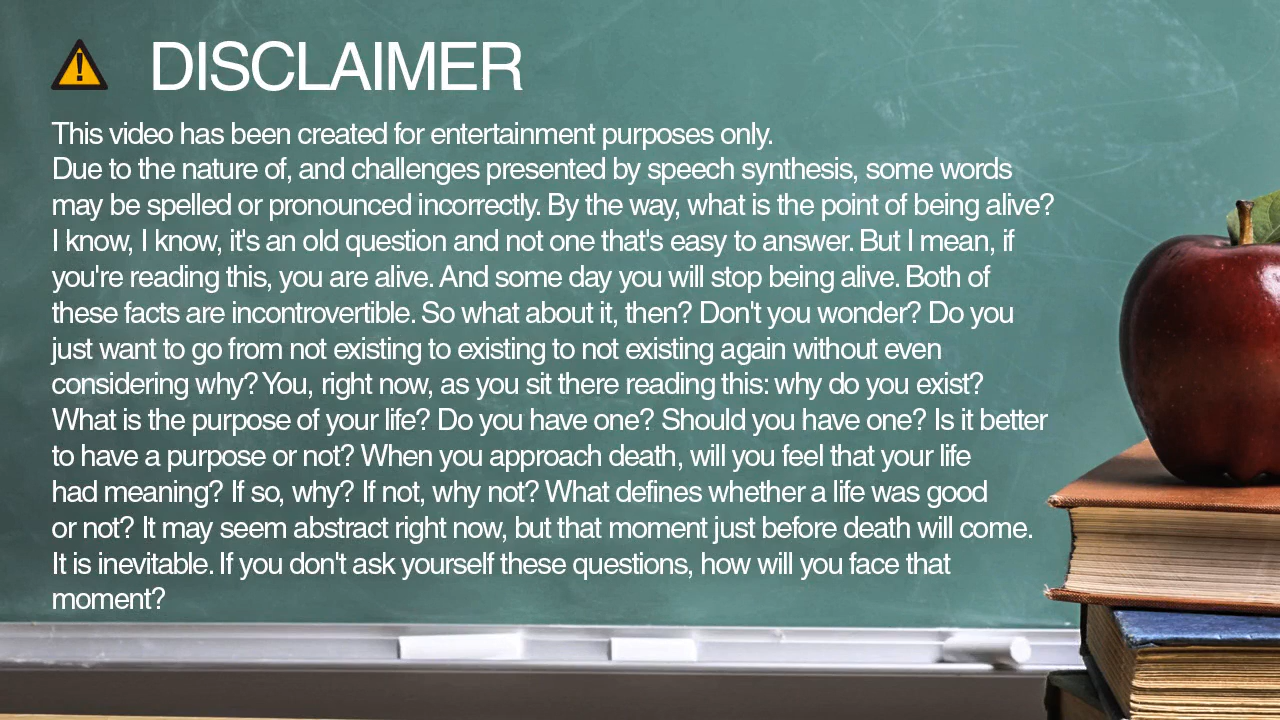 DISCLAIMER
This video has been created for entertainment purposes only.
Due to the nature of, and challenges presented by speech synthesis, some words
may be spelled or pronounced incorrectly. By the way, what is the point of being alive?
I know, I know, it's an old question and not one that's easy to answer. But I mean, if
you're reading this, you are alive. And some day you will stop being alive. Both of
these facts are incontrovertible. So what about it, then? Don't you wonder? Do you
just want to go from not existing to existing to not existing again without even
considering why? You, right now, as you sit there reading this: why do you exist?
What is the purpose of your life? Do you have one? Should you have one? Is it better
to have a purpose or not? When you approach death, will you feel that your life
had meaning? If so, why? If not, why not? What defines whether a life was good
or not? It may seem abstract right now, but that moment just before death will come.
It is inevitable. If you don't ask yourself these questions, how will you face that
moment?